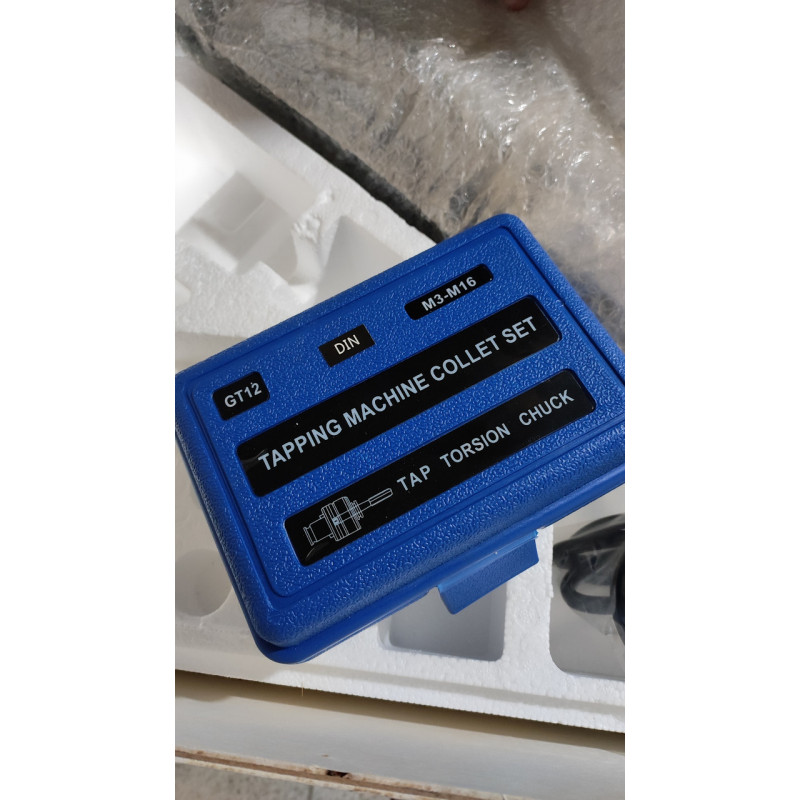 M3-M16
DIN
GT12
TAPPING MACHINE COLLET SET
TAP TORSION CHUCK